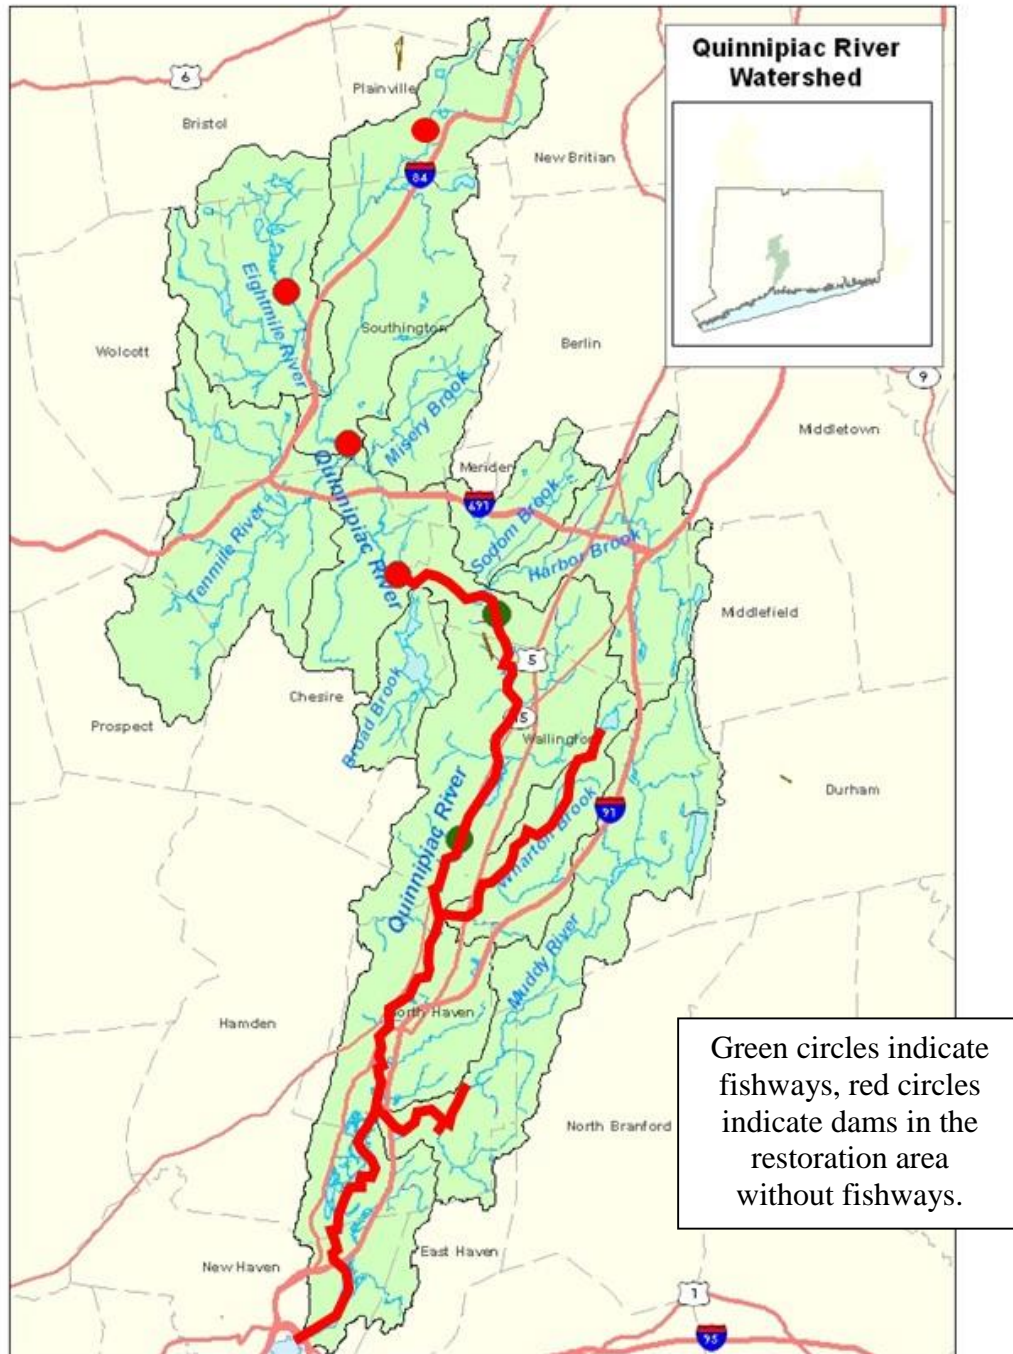 Quinnipiac River
Watershed
6
Plainville
Bristol
New Britian
84
Eightmile River
Southington
Wolcott
Berlin
9
Misery Brook
Middletown
Meriden
Quinnipiac River
691
Sodom Brook
Harbor Brook
Tenmile River
Middlefield
5
Chesire
Broad Brook
Prospect
15
Wallingford
Durham
Quinnipiac River
91
Wharton Brook
Muddy River
North Haven
Hamden
Green circles indicate
fishways, red circles
indicate dams in the
restoration area
without fishways.
North Branford
East Haven
New Haven
1
95